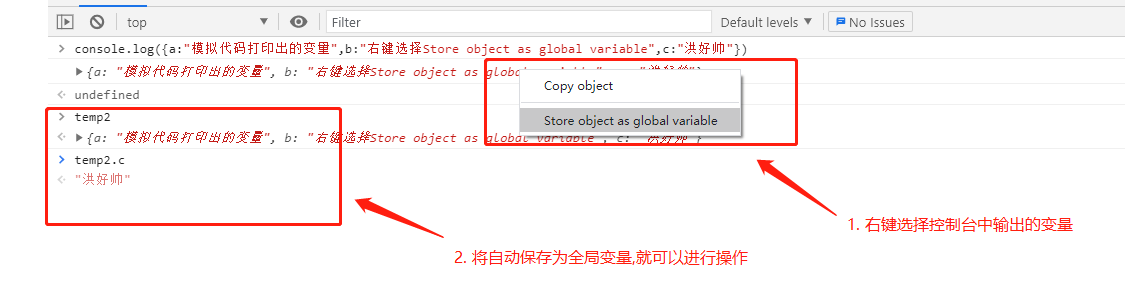 top Filter Default levels No Issues
console.log({a:"模拟代码打印出的变量",b:"右键选择Store object as global variable",c:"洪好帅"})
{a: "模拟代码打印出的变量", b: "右键选择Store object as global
Copy object
undefined
Store object as global variable
temp2
{a: "模拟代码打印出的变量", b: "右键选择Store object as global variable", c: "洪好帅"}
temp2.c
"洪好帅"
1. 右键选择控制台中输出的变量
2. 将自动保存为全局变量,就可以进行操作